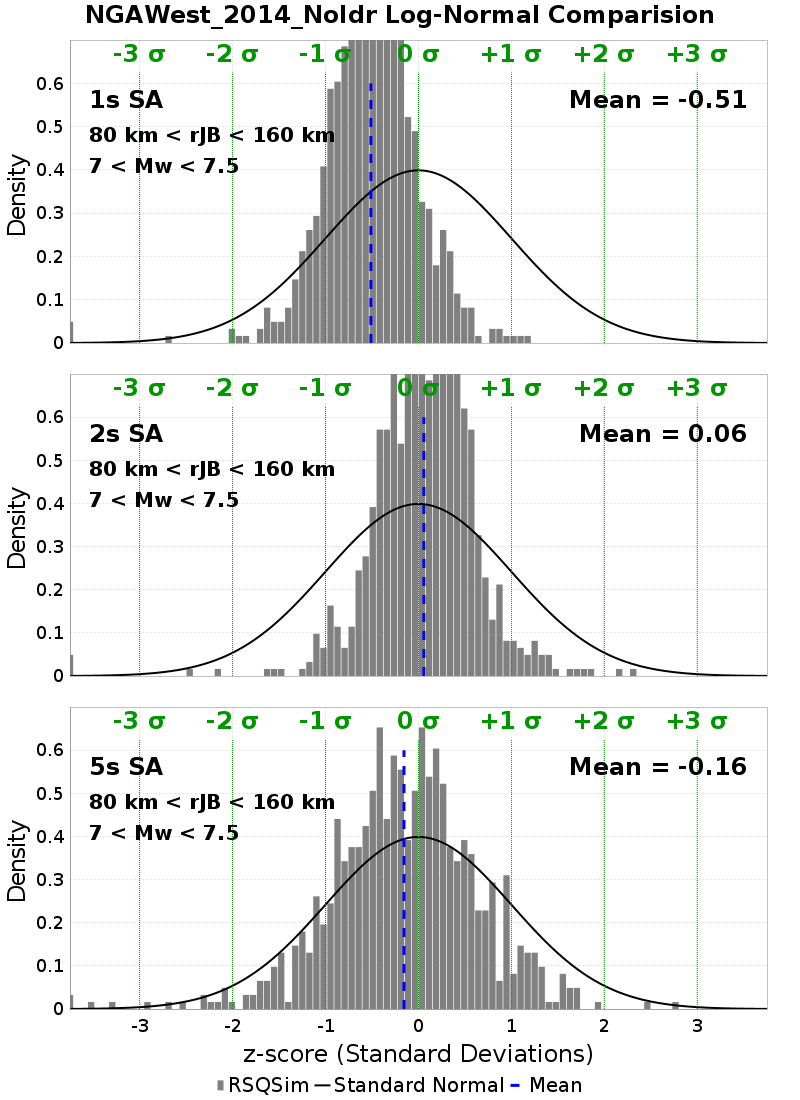 NGAWest_2014_NoIdr Log-Normal Comparision
-3 σ -2 σ -1 σ 0 σ +1 σ +2 σ +3 σ
1s SA Mean = -0.51
80 km < rJB < 160 km
7 < Mw < 7.5
Density
0.6
0.5
0.4
0.3
0.2
0.1
0
-3 σ -2 σ -1 σ 0 σ +1 σ +2 σ +3 σ
2s SA Mean = 0.06
80 km < rJB < 160 km
7 < Mw < 7.5
Density
0.6
0.5
0.4
0.3
0.2
0.1
0
-3 σ -2 σ -1 σ 0 σ +1 σ +2 σ +3 σ
5s SA Mean = -0.16
80 km < rJB < 160 km
7 < Mw < 7.5
Density
0.6
0.5
0.4
0.3
0.2
0.1
0
-3 -2 -1 0 1 2 3
z-score (Standard Deviations)
RSQSim Standard Normal Mean